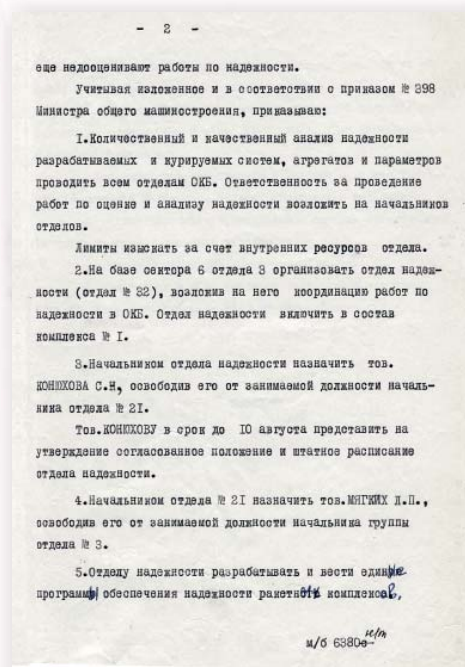 - 2 -
еще недооценивают работы по надежности.
Учитывая изложенное и в соответствии с приказом № 398
Министра общего машиностроения, приказываю:
1.Количественный и качественный анализ надежности
разрабатываемых и курируемых систем, агрегатов и параметров
проводить всем отделам ОКБ. Ответственность за проведение
работ по оценке и анализу надежности возложить на начальников
отделов.
Лимиты изыскать за счет внутренних ресурсов отдела.
2.На базе сектора 6 отдела 3 организовать отдел надеж-
ности (отдел № 32), возложив на него координацию работ по
надежности в ОКБ. Отдел надежности включить в состав
комплекса № 1.
3.Начальником отдела надежности назначить тов.
КОНЮХОВА С.Н, освободив его от занимаемой должности началь-
ника отдела № 21.
Тов.КОНЮХОВУ в срок до 10 августа представить на
утверждение согласованное положение и штатное расписание
отдела надежности.
4.Начальником отдела № 21 назначить тов.МЯГКИХ Д.П.,
освободив его от занимаемой должности начальника группы
отдела № 3.
5.Отделу надежности разрабатывать и вести единые
программы обеспечения надежности ракетных комплексов,
м/б 6380